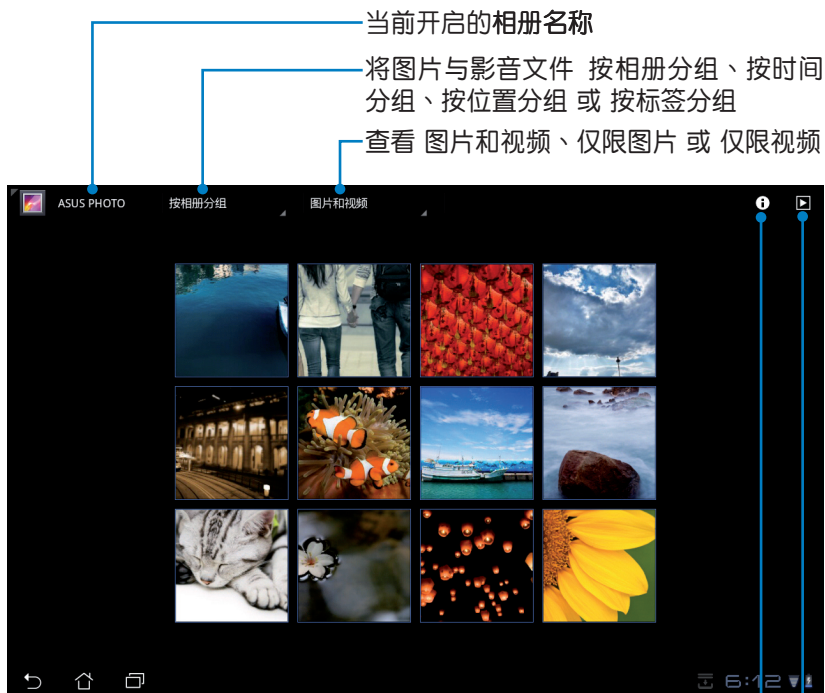 当前开启的相册名称
将图片与影音文件 按相册分组、按时间
分组、按位置分组 或 按标签分组
查看 图片和视频、仅限图片 或 仅限视频
ASUS PHOTO 按相册分组 图片和视频
6:12